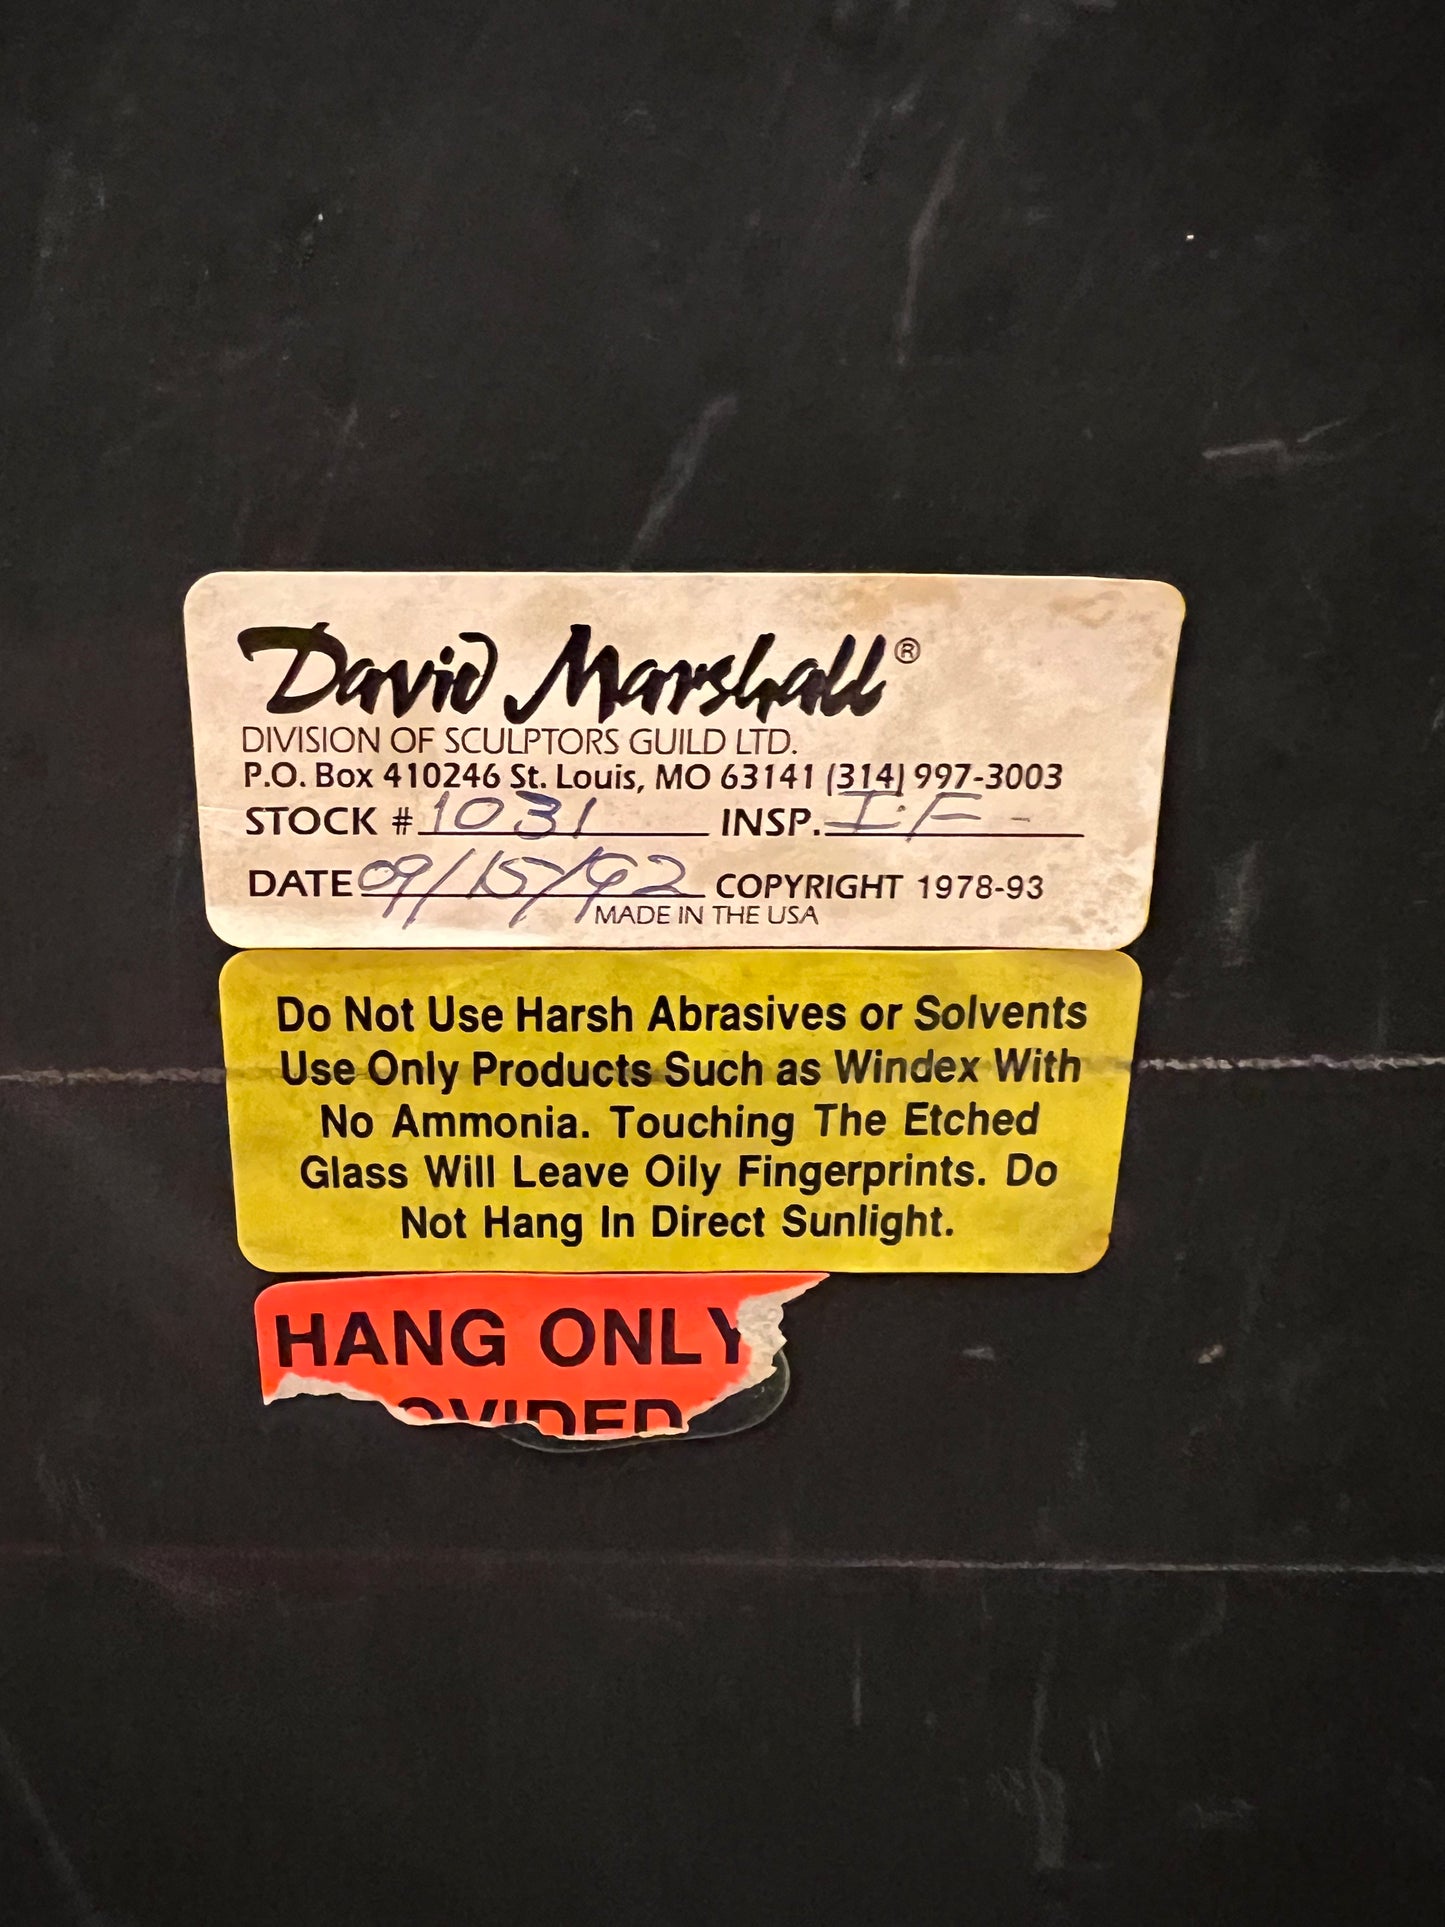 David Marshall®
DIVISION OF SCULPTORS GUILD LTD.
P.O. Box 410246 St. Louis, MO 63141 (314) 997-3003
STOCK # 1031 INSP. I.F-
DATE 09/15/92 COPYRIGHT 1978-93
MADE IN THE USA
Do Not Use Harsh Abrasives or Solvents
Use Only Products Such as Windex With
No Ammonia. Touching The Etched
Glass Will Leave Oily Fingerprints. Do
Not Hang In Direct Sunlight.
HANG ONLY
OVIDED